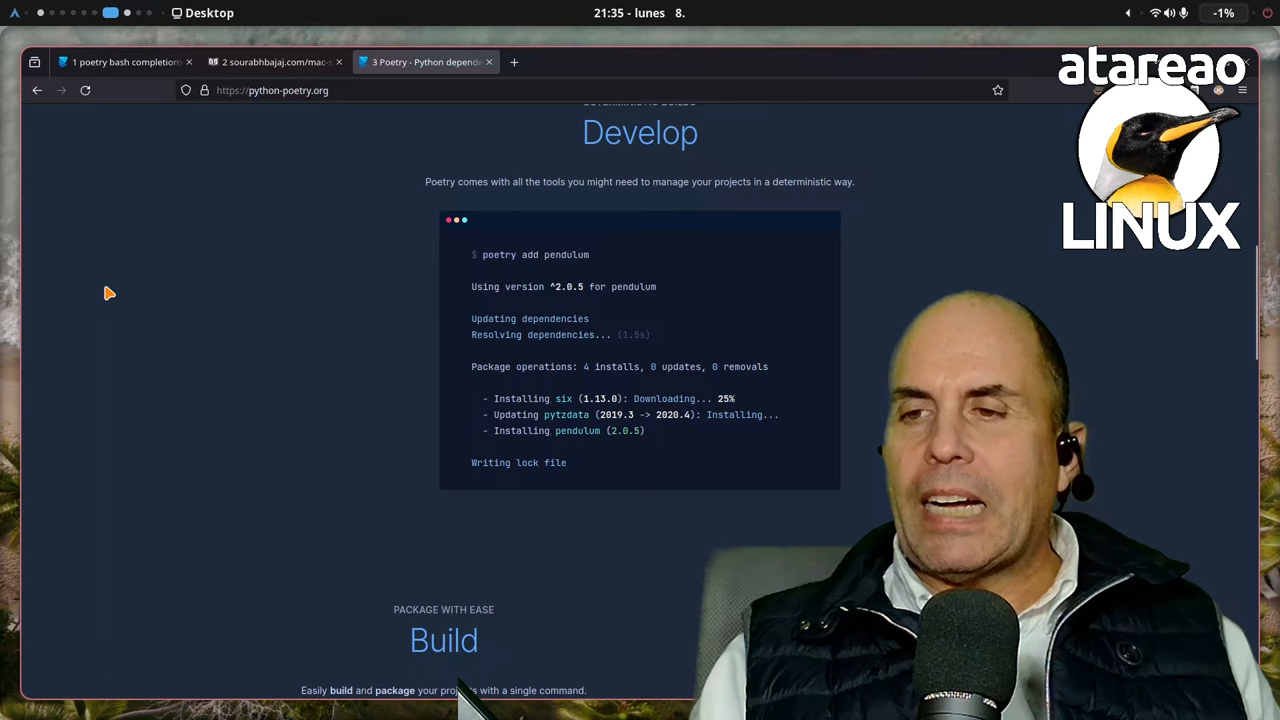 Desktop
21:35 - lunes 8.
-1%
1 poetry bash completions
2 sourabhbajaj.com/mac-s
3 Poetry - Python depende
https://python-poetry.org
atareao
LINUX
DETERMINISTIC BUILDS
Develop
Poetry comes with all the tools you might need to manage your projects in a deterministic way.
$ poetry add pendulum
Using version ^2.0.5 for pendulum
Updating dependencies
Resolving dependencies... (1.5s)
Package operations: 4 installs, 0 updates, 0 removals
- Installing six (1.13.0): Downloading... 25%
- Updating pytzdata (2019.3 -> 2020.4): Installing...
- Installing pendulum (2.0.5)
Writing lock file
PACKAGE WITH EASE
Build
Easily build and package your projects with a single command.